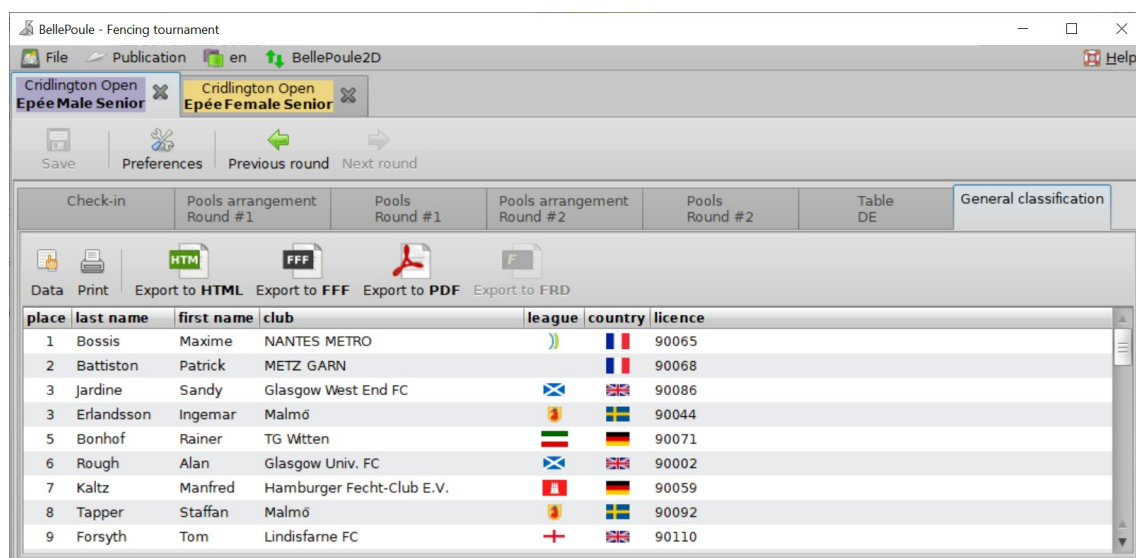 BellePoule - Fencing tournament
File Publication en BellePoule2D Help
Cridlington Open
Epée Male Senior
Cridlington Open
Epée Female Senior
Save Preferences Previous round Next round
Check-in
Pools arrangement
Round #1
Pools
Round #1
Pools arrangement
Round #2
Pools
Round #2
Table
DE
General classification
HTM FFF F
Data Print Export to HTML Export to FFF Export to PDF Export to FRD
place last name first name club league country licence
1 Bossis Maxime NANTES METRO 90065
2 Battiston Patrick METZ GARN 90068
3 Jardine Sandy Glasgow West End FC 90086
3 Erlandsson Ingemar Malmö 90044
5 Bonhof Rainer TG Witten 90071
6 Rough Alan Glasgow Univ. FC 90002
7 Kaltz Manfred Hamburger Fecht-Club E.V. 90059
8 Tapper Staffan Malmö 90092
9 Forsyth Tom Lindisfarne FC 90110